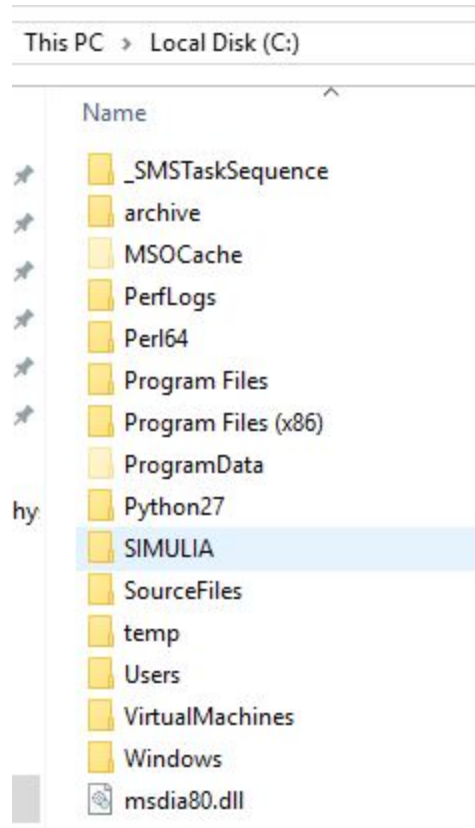 This PC > Local Disk (C:)
Name
_SMSTaskSequence
archive
MSOCache
PerfLogs
Perl64
Program Files
Program Files (x86)
ProgramData
Python27
hy
SIMULIA
SourceFiles
temp
Users
VirtualMachines
Windows
msdia80.dll